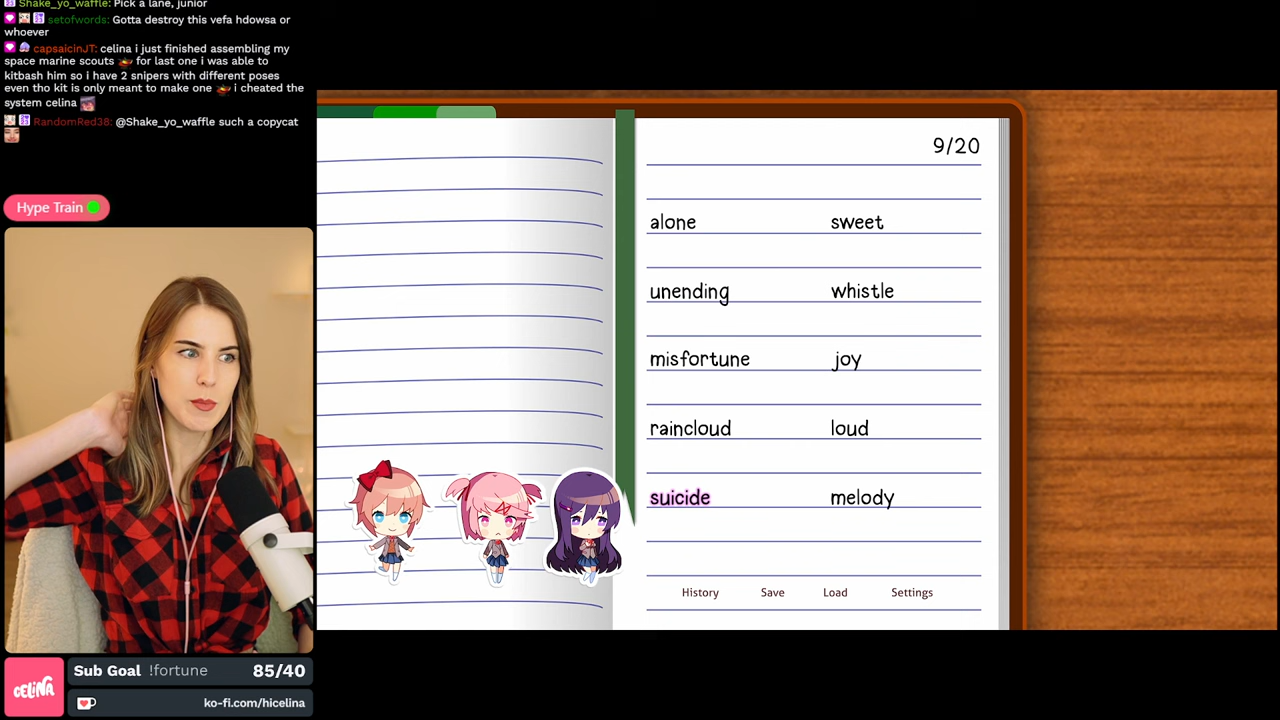 Shake_yo_waffle: Pick a lane, junior
setofwords: Gotta destroy this vefa hdowsa or
whoever
capsaicinJT: celina i just finished assembling my
space marine scouts for last one i was able to
kitbash him so i have 2 snipers with different poses
even tho kit is only meant to make one i cheated the
system celina
RandomRed38: @Shake_yo_waffle such a copycat
Hype Train
9/20
alone sweet
unending whistle
misfortune joy
raincloud loud
suicide melody
History Save Load Settings
CELINA
Sub Goal !fortune 85/40
ko-fi.com/hicelina